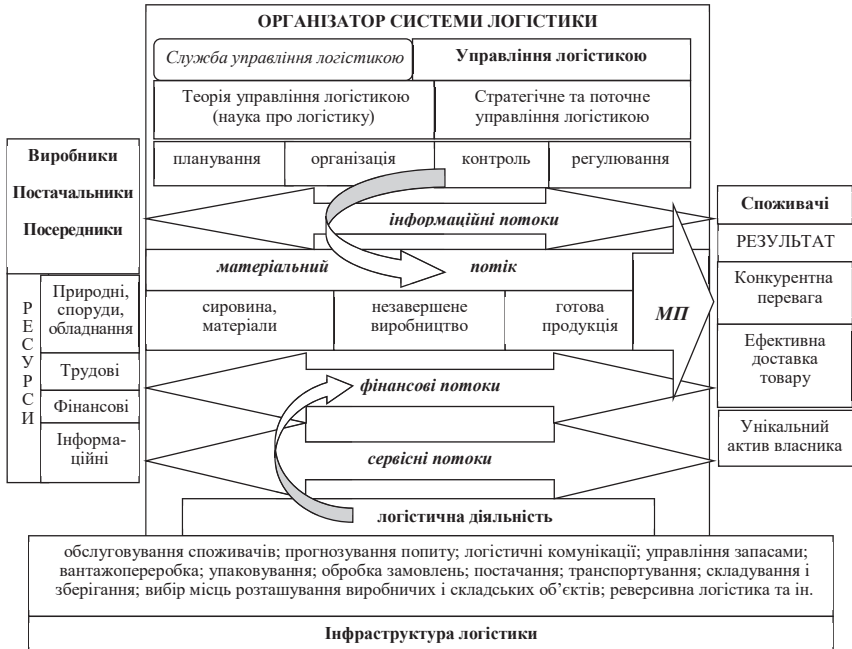 ОРГАНІЗАТОР СИСТЕМИ ЛОГІСТИКИ
Служба управління логістикою
Управління логістикою
Теорія управління логістикою
(наука про логістику)
Стратегічне та поточне
управління логістикою
планування
організація
контроль
регулювання
Виробники
Постачальники
Посередники
інформаційні потоки
матеріальний
потік
сировина,
матеріали
незавершене
виробництво
готова
продукція
МП
РЕСУРСИ
Природні,
споруди,
обладнання
Трудові
Фінансові
Інформа-
ційні
фінансові потоки
сервісні потоки
Споживачі
РЕЗУЛЬТАТ
Конкурентна
перевага
Ефективна
доставка
товару
Унікальний
актив власника
логістична діяльність
обслуговування споживачів; прогнозування попиту; логістичні комунікації; управління запасами;
вантажопереробка; упаковування; обробка замовлень; постачання; транспортування; складування і
зберігання; вибір місць розташування виробничих і складських об’єктів; реверсивна логістика та ін.
Інфраструктура логістики